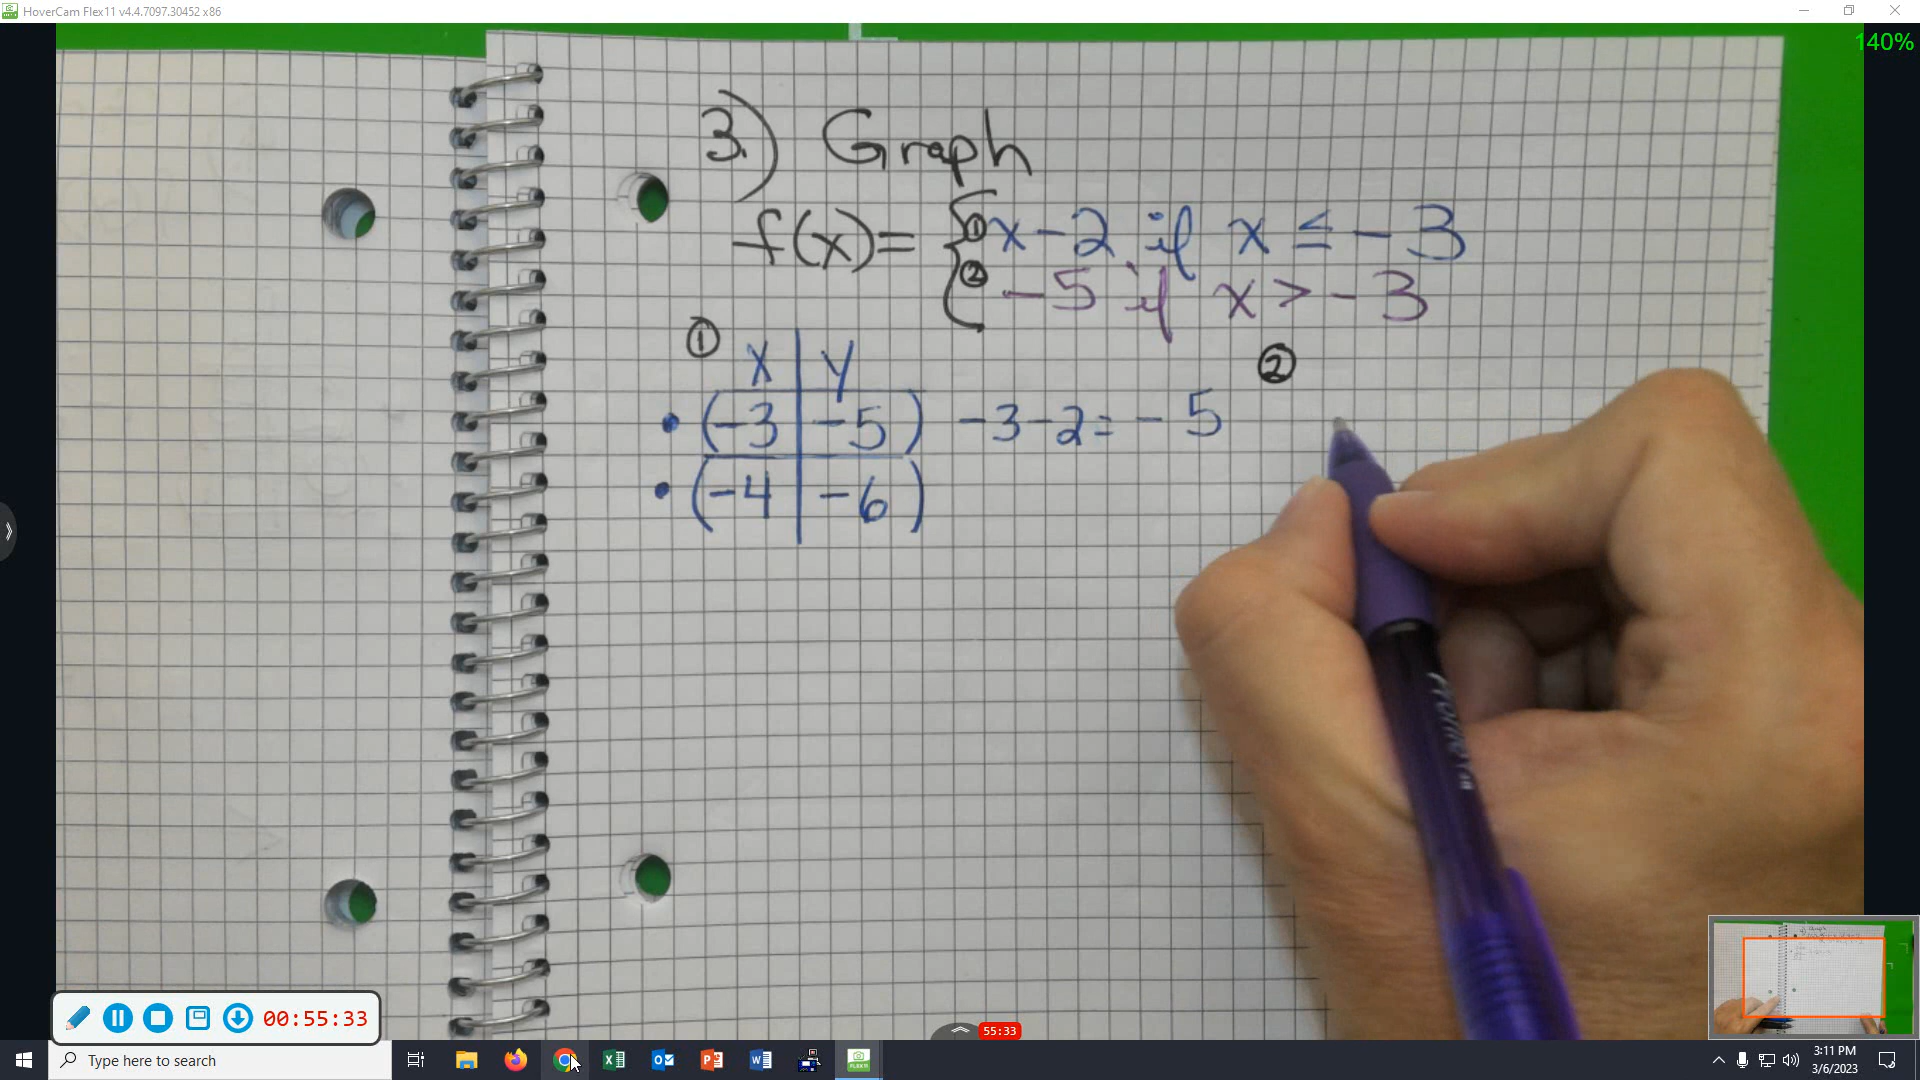 HoverCam Flex11 v4.4.7097.30452 x86
140%
3.) Graph
f(x) = { ① x - 2 if x ≤ - 3
② - 5 if x > - 3
① x | y ②
• (-3 | -5) -3 - 2 = - 5
• (-4 | -6)
00:55:33
55:33
Type here to search
3:11 PM
3/6/2023